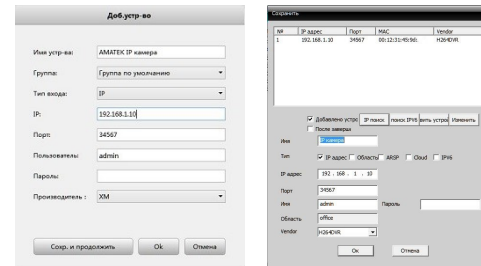 Доб.устр-во
Имя устр-ва: AMATEK IP камера
Группа: Группа по умолчанию
Тип входа: IP
IP: 192.168.1.10
Порт: 34567
Пользователь: admin
Пароль:
Производитель : XM
Сохр. и продолжить Ok Отмена
Сохранить
№ IP адрес Порт MAC Vendor
1 192.168.1.10 34567 00:12:31:45:9d: H264DVR
Добавлено устрс IP поиск поиск IPV6 вить устро Изменить
После заверш
Имя IP камера
Тип IP адрес Область ARSP Cloud IPV6
IP адрес 192 . 168 . 1 . 10
Порт 34567
Имя admin Пароль
Область office
Vendor H264DVR
Ок Отмена